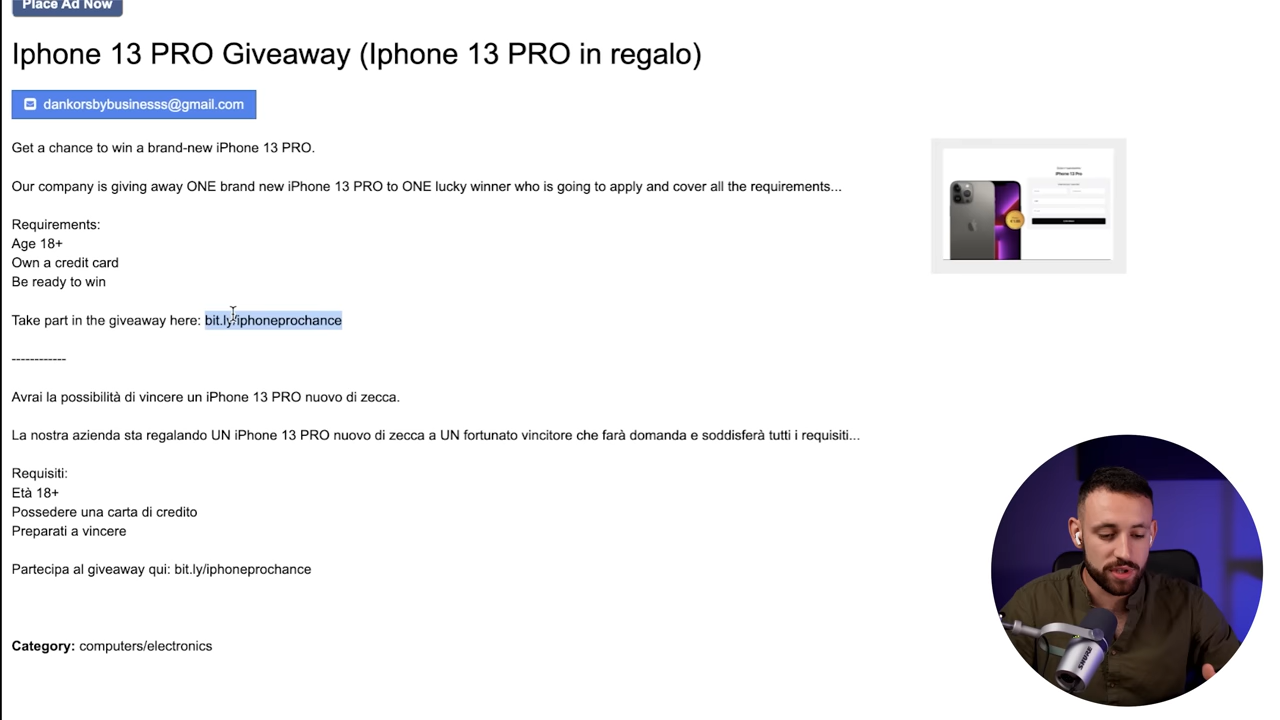 Place Ad Now
Iphone 13 PRO Giveaway (Iphone 13 PRO in regalo)
dankorsbybusinesss@gmail.com
Get a chance to win a brand-new iPhone 13 PRO.
Our company is giving away ONE brand new iPhone 13 PRO to ONE lucky winner who is going to apply and cover all the requirements...
Requirements:
Age 18+
Own a credit card
Be ready to win
Take part in the giveaway here: bit.ly/iphoneprochance
------------
Avrai la possibilità di vincere un iPhone 13 PRO nuovo di zecca.
La nostra azienda sta regalando UN iPhone 13 PRO nuovo di zecca a UN fortunato vincitore che farà domanda e soddisferà tutti i requisiti...
Requisiti:
Età 18+
Possedere una carta di credito
Preparati a vincere
Partecipa al giveaway qui: bit.ly/iphoneprochance
Category: computers/electronics
iPhone 13 Pro
SHURE